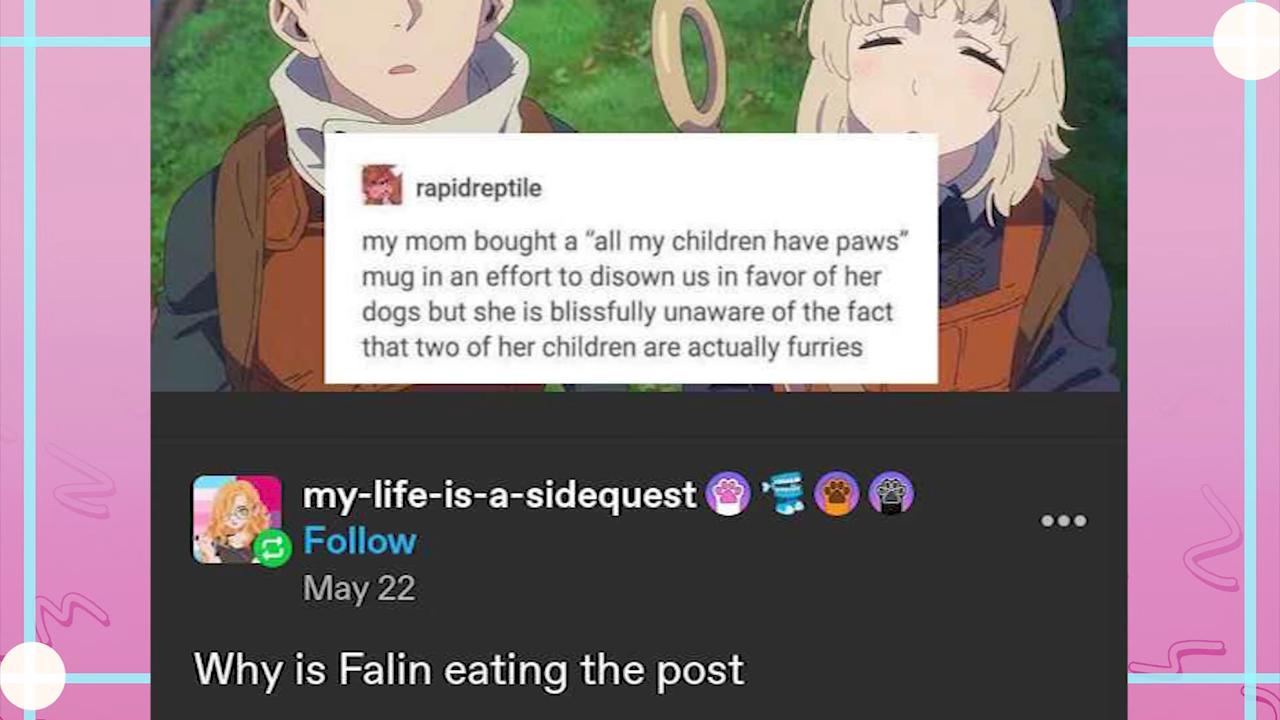 rapidreptile
my mom bought a “all my children have paws”
mug in an effort to disown us in favor of her
dogs but she is blissfully unaware of the fact
that two of her children are actually furries
my-life-is-a-sidequest
Follow
May 22
Why is Falin eating the post